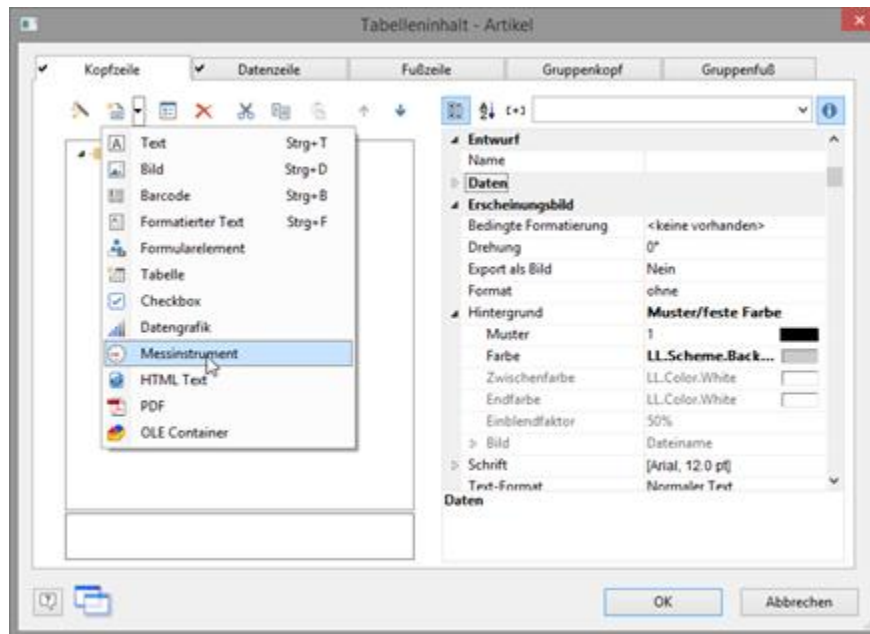 Tabelleninhalt - Artikel
Kopfzeile
Datenzeile
Fußzeile
Gruppenkopf
Gruppenfuß
Text Strg+T
Bild Strg+D
Barcode Strg+B
Formatierter Text Strg+F
Formularelement
Tabelle
Checkbox
Datengrafik
Messinstrument
HTML Text
PDF
OLE Container
Entwurf
Name
Daten
Erscheinungsbild
Bedingte Formatierung <keine vorhanden>
Drehung 0°
Export als Bild Nein
Format ohne
Hintergrund Muster/feste Farbe
Muster 1
Farbe LL.Scheme.Back...
Zwischenfarbe LL.Color.White
Endfarbe LL.Color.White
Einblendfaktor 50%
Bild Dateiname
Schrift [Arial, 12.0 pt]
Text-Format Normaler Text
Daten
OK
Abbrechen